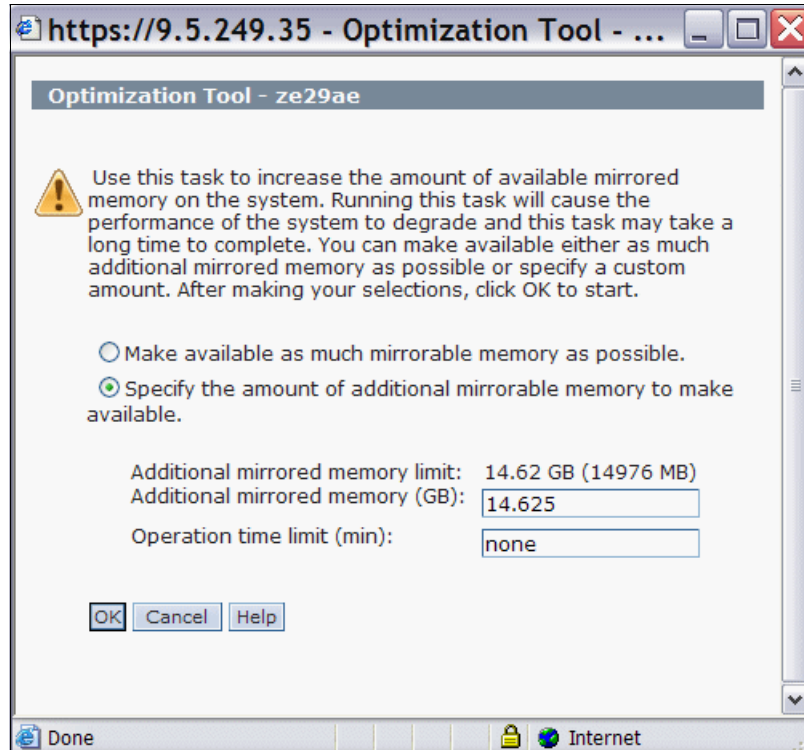 https://9.5.249.35 - Optimization Tool - ...
Optimization Tool - ze29ae
Use this task to increase the amount of available mirrored
memory on the system. Running this task will cause the
performance of the system to degrade and this task may take a
long time to complete. You can make available either as much
additional mirrored memory as possible or specify a custom
amount. After making your selections, click OK to start.
Make available as much mirrorable memory as possible.
Specify the amount of additional mirrorable memory to make
available.
Additional mirrored memory limit: 14.62 GB (14976 MB)
Additional mirrored memory (GB): 14.625
Operation time limit (min): none
OK Cancel Help
Done Internet